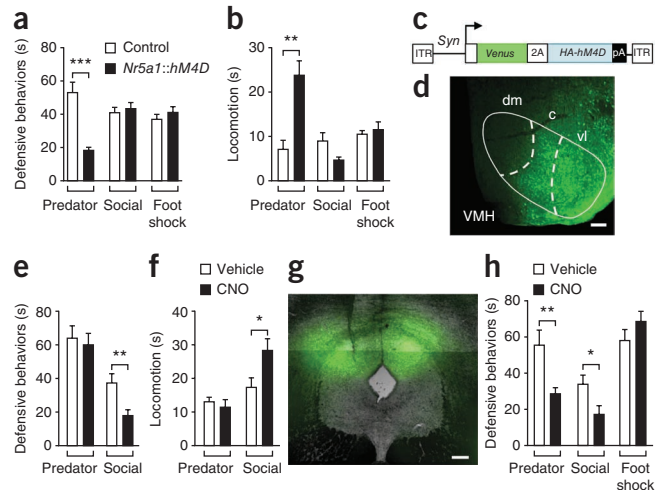 a
Defensive behaviors (s)
80
60
40
20
0
***
Control
Nr5a1::hM4D
Predator
Social
Foot
shock
b
Locomotion (s)
30
20
10
0
**
Predator
Social
Foot
shock
c
Syn
ITR
Venus
2A
HA-hM4D
pA
ITR
d
dm
c
vl
VMH
e
Defensive behaviors (s)
80
60
40
20
0
Vehicle
CNO
**
Predator
Social
f
Locomotion (s)
40
30
20
10
0
*
Predator
Social
g
h
Vehicle
CNO
Defensive behaviors (s)
80
60
40
20
0
**
*
Predator
Social
Foot
shock